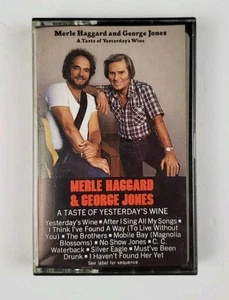 Merle Haggard and George Jones
A Taste of Yesterday's Wine
MERLE HAGGARD
& GEORGE JONES
A TASTE OF YESTERDAY'S WINE
Yesterday's Wine ■ After I Sing All My Songs ■
I Think I've Found A Way (To Live Without
You) ■ The Brothers ■ Mobile Bay (Magnolia
Blossoms) ■ No Show Jones ■ C. C.
Waterback ■ Silver Eagle ■ Must've Been
Drunk ■ I Haven't Found Her Yet
See label for sequence